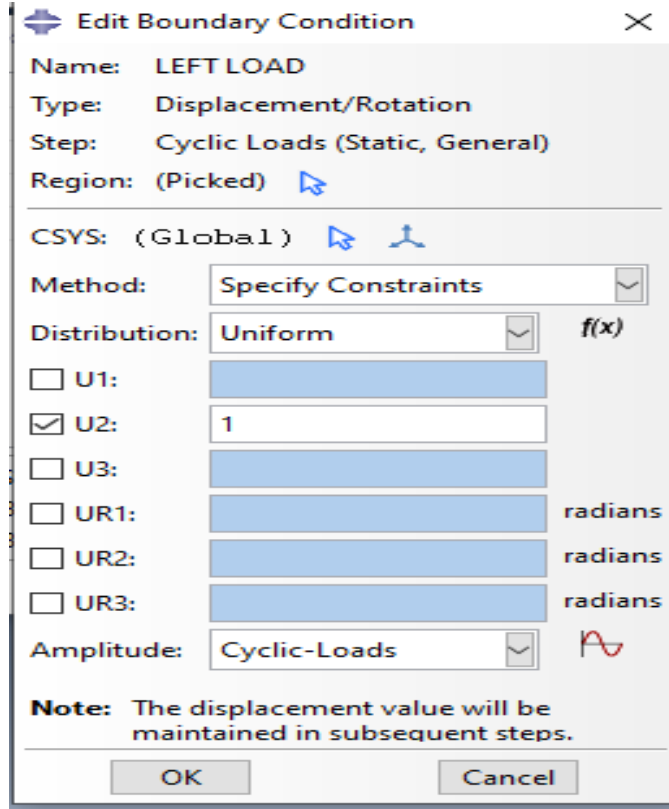 Edit Boundary Condition
Name: LEFT LOAD
Type: Displacement/Rotation
Step: Cyclic Loads (Static, General)
Region: (Picked)
CSYS: (Global)
Method: Specify Constraints
Distribution: Uniform f(x)
U1:
U2: 1
U3:
UR1: radians
UR2: radians
UR3: radians
Amplitude: Cyclic-Loads
Note: The displacement value will be
maintained in subsequent steps.
OK Cancel